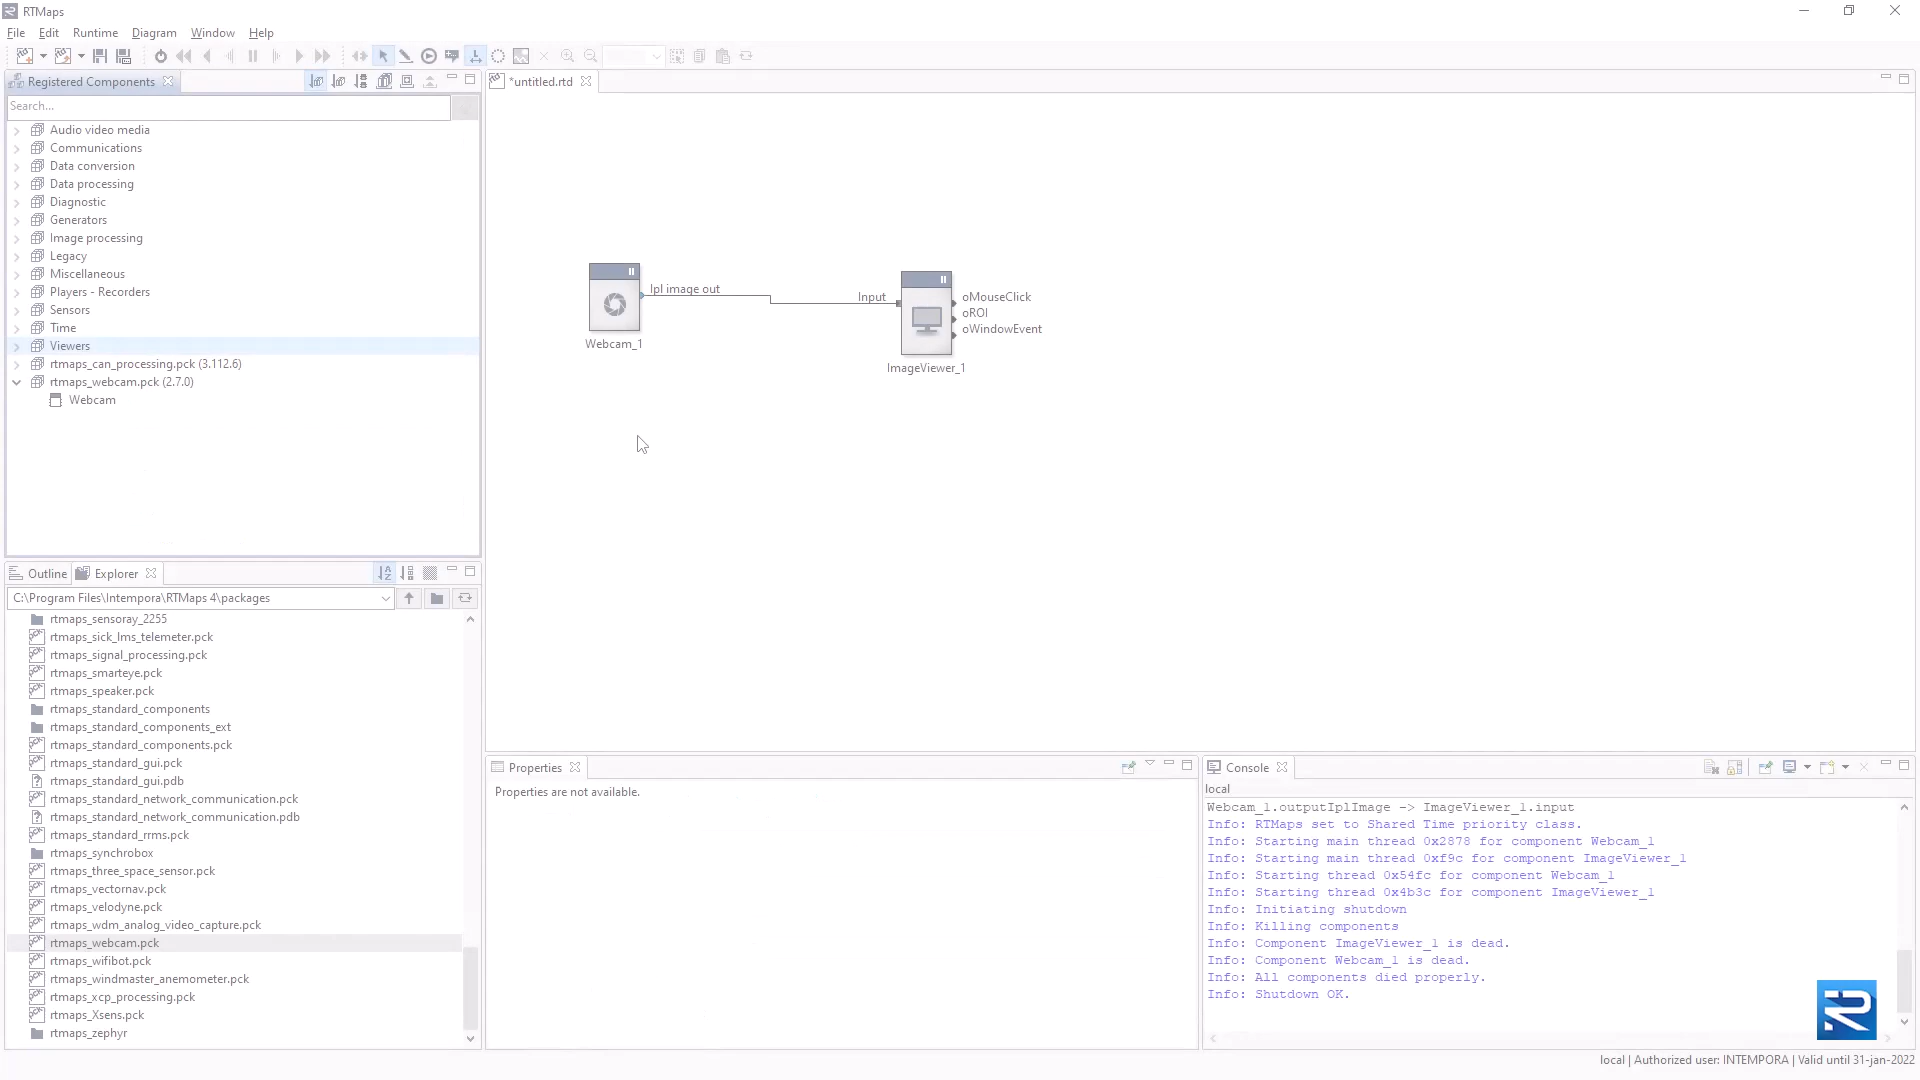 RTMaps
File Edit Runtime Diagram Window Help
Registered Components
*untitled.rtd
Search...
Audio video media
Communications
Data conversion
Data processing
Diagnostic
Generators
Image processing
Legacy
Miscellaneous
Players - Recorders
Sensors
Time
Viewers
rtmaps_can_processing.pck (3.112.6)
rtmaps_webcam.pck (2.7.0)
Webcam
Ipl image out
Webcam_1
Input
oMouseClick
oROI
oWindowEvent
ImageViewer_1
Outline Explorer
C:\Program Files\Intempora\RTMaps 4\packages
rtmaps_sensoray_2255
rtmaps_sick_lms_telemeter.pck
rtmaps_signal_processing.pck
rtmaps_smarteye.pck
rtmaps_speaker.pck
rtmaps_standard_components
rtmaps_standard_components_ext
rtmaps_standard_components.pck
rtmaps_standard_gui.pck
rtmaps_standard_gui.pdb
rtmaps_standard_network_communication.pck
rtmaps_standard_network_communication.pdb
rtmaps_standard_rrms.pck
rtmaps_synchrobox
rtmaps_three_space_sensor.pck
rtmaps_vectornav.pck
rtmaps_velodyne.pck
rtmaps_wdm_analog_video_capture.pck
rtmaps_webcam.pck
rtmaps_wifibot.pck
rtmaps_windmaster_anemometer.pck
rtmaps_xcp_processing.pck
rtmaps_Xsens.pck
rtmaps_zephyr
Properties
Properties are not available.
Console
local
Webcam_1.outputIplImage -> ImageViewer_1.input
Info: RTMaps set to Shared Time priority class.
Info: Starting main thread 0x2878 for component Webcam_1
Info: Starting main thread 0xf9c for component ImageViewer_1
Info: Starting thread 0x54fc for component Webcam_1
Info: Starting thread 0x4b3c for component ImageViewer_1
Info: Initiating shutdown
Info: Killing components
Info: Component ImageViewer_1 is dead.
Info: Component Webcam_1 is dead.
Info: All components died properly.
Info: Shutdown OK.
local | Authorized user: INTEMPORA | Valid until 31-jan-2022